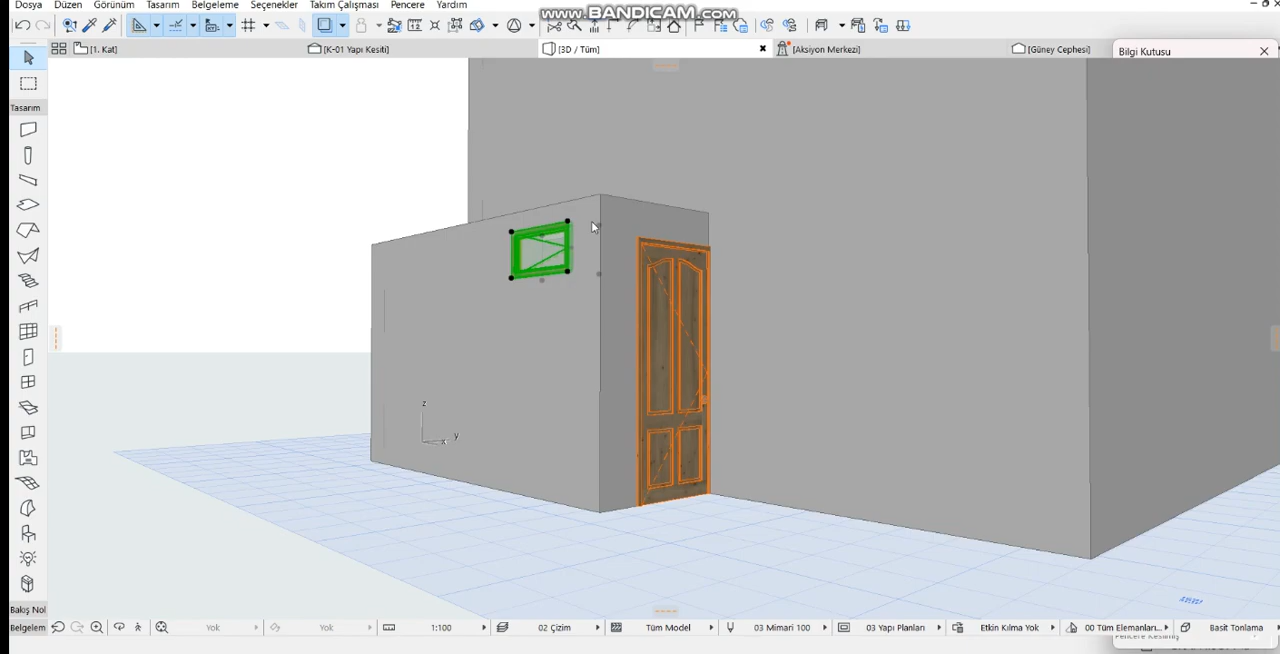 Dosya Düzen Görünüm Tasarım Belgeleme Seçenekler Takım Çalışması Pencere Yardım
www.BANDICAM.com
[1. Kat] [K-01 Yapı Kesiti] [3D / Tüm] [Aksiyon Merkezi] [Güney Cephesi] Bilgi Kutusu
Tasarım
z
y
x
Bakış Nol
Belgelem Yok Yok 1:100 02 Çizim Tüm Model 03 Mimari 100 03 Yapı Planları Etkin Kılma Yok 00 Tüm Elemanları... Basit Tonlama